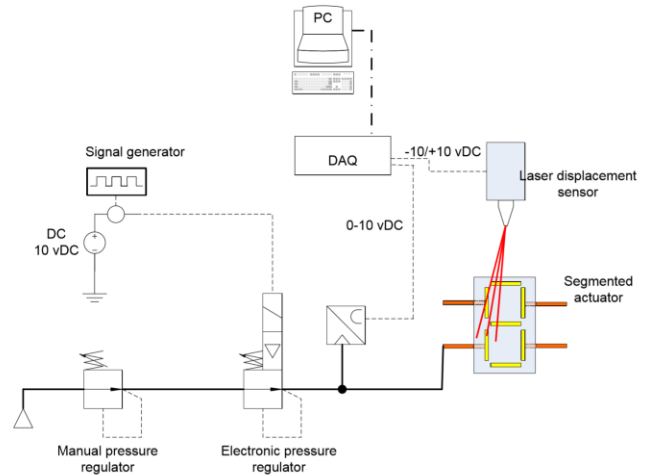 PC
Signal generator
DAQ
-10/+10 vDC
Laser displacement
sensor
DC
10 vDC
0-10 vDC
Segmented
actuator
Manual pressure
regulator
Electronic pressure
regulator